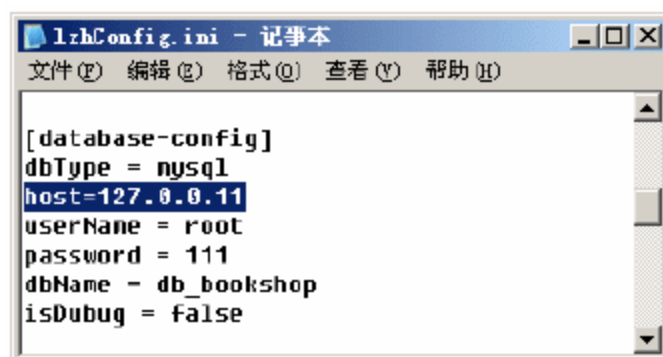 lzhConfig.ini - 记事本
文件(F) 编辑(E) 格式(O) 查看(V) 帮助(H)
[database-config]
dbType = mysql
host=127.0.0.11
userName = root
password = 111
dbName = db_bookshop
isDubug = false